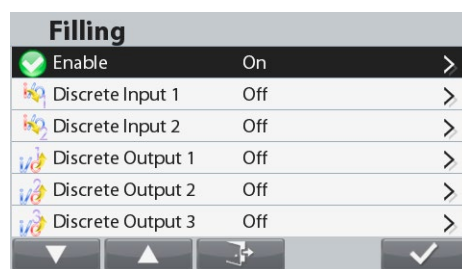 Filling
Enable On
Discrete Input 1 Off
Discrete Input 2 Off
Discrete Output 1 Off
Discrete Output 2 Off
Discrete Output 3 Off